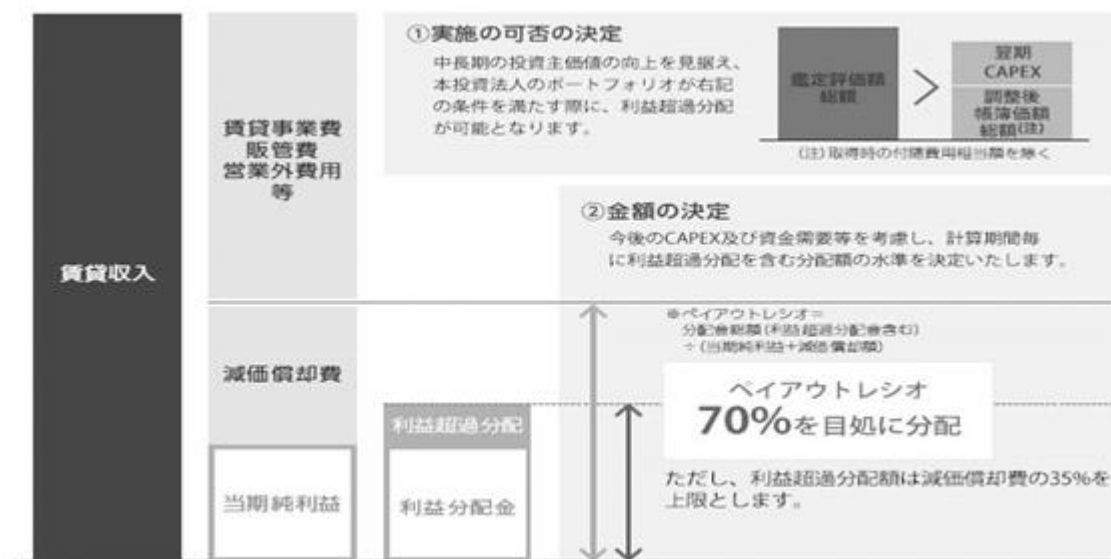 賃貸収入
賃貸事業費
販管費
営業外費用
等
減価償却費
当期純利益
利益超過分配
利益分配金
①実施の可否の決定
中長期の投資主価値の向上を見据え、
本投資法人のポートフォリオが右記
の条件を満たす際に、利益超過分配
が可能となります。
鑑定評価額
総額
>
翌期
CAPEX
調整後
帳簿価額
総額(注)
(注)取得時の付随費用相当額を除く
②金額の決定
今後のCAPEX及び資金需要等を考慮し、計算期間毎
に利益超過分配を含む分配額の水準を決定いたします。
※ペイアウトレシオ=
分配金総額(利益超過分配金含む)
÷(当期純利益+減価償却額)
ペイアウトレシオ
70%を目処に分配
ただし、利益超過分配額は減価償却費の35%を
上限とします。